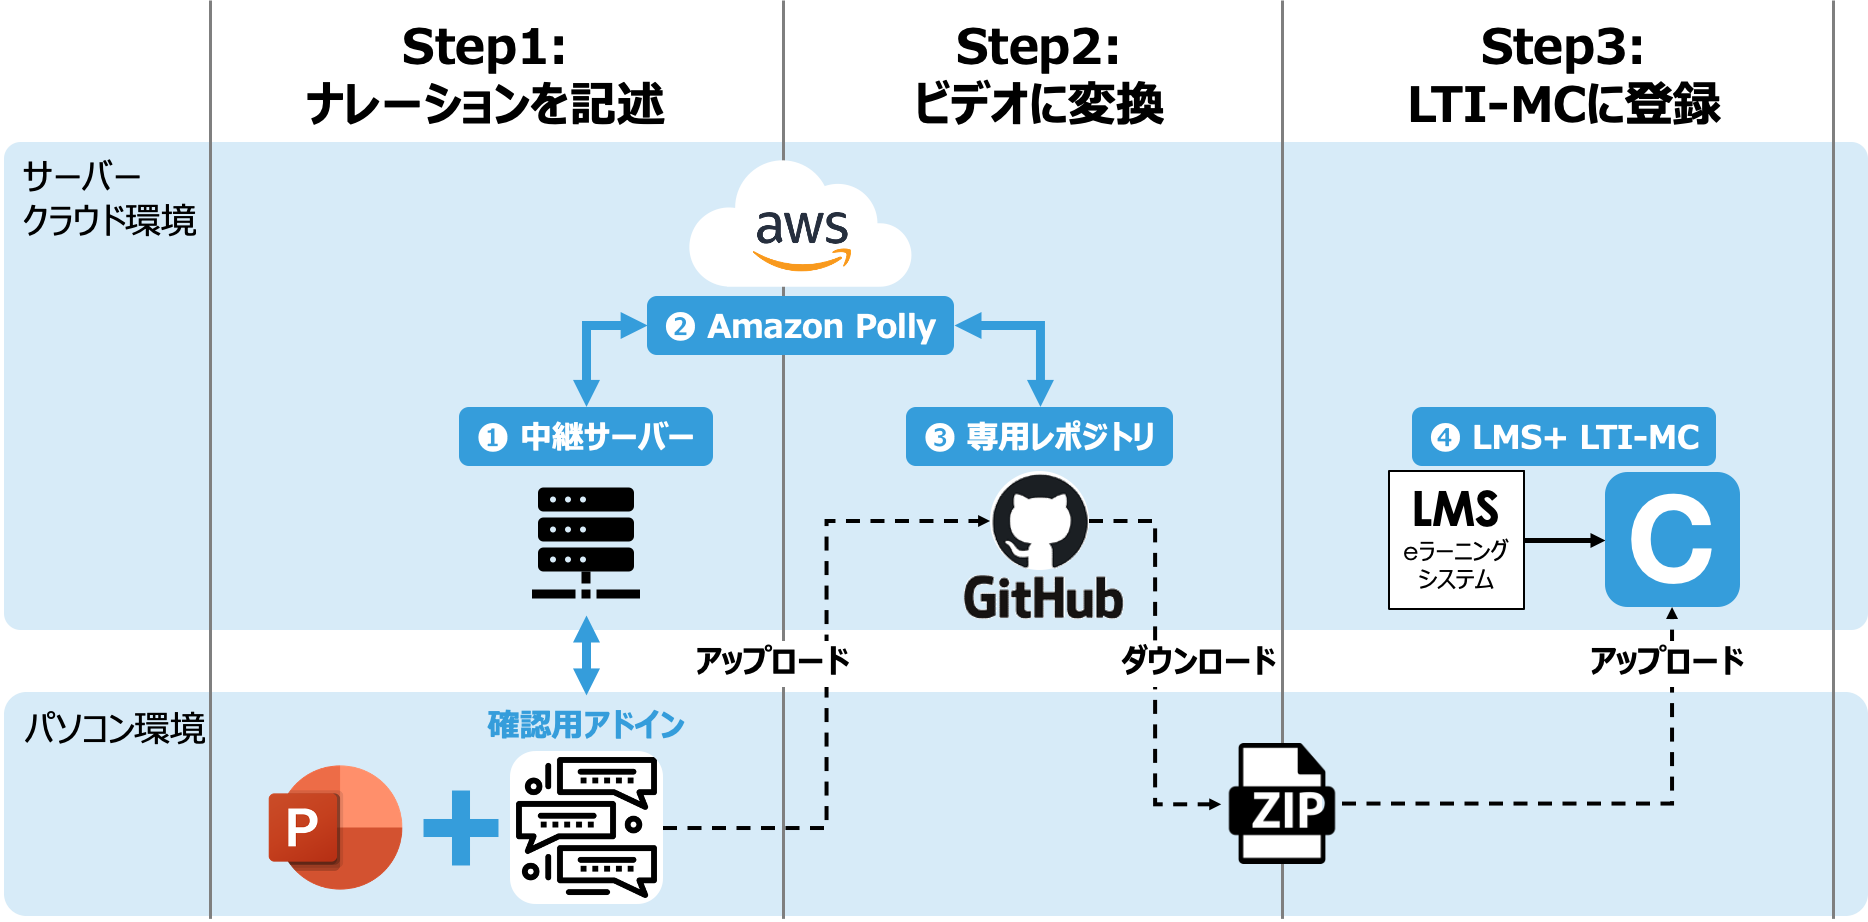 Step1:
ナレーションを記述
Step2:
ビデオに変換
Step3:
LTI-MCに登録
サーバー
クラウド環境
aws
❷ Amazon Polly
❶ 中継サーバー
❸ 専用レポジトリ
❹ LMS+ LTI-MC
GitHub
LMS
eラーニング
システム
C
アップロード
ダウンロード
アップロード
パソコン環境
確認用アドイン
P
ZIP